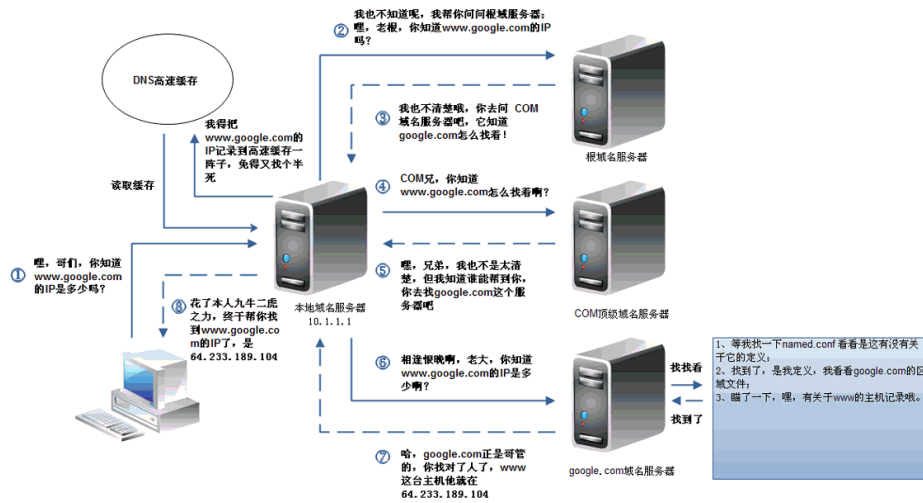 ②
我也不知道呢，我帮你问问根域服务器；
嘿，老根，你知道www.google.com的IP
吗？
DNS高速缓存
我得把
www.google.com的
IP记录到高速缓存一
阵子，免得又找个半
死
③
我也不清楚哦，你去问 COM
域名服务器吧，它知道
google.com怎么找着！
根域名服务器
读取缓存
④
COM兄，你知道
www.google.com怎么找着啊？
①
嘿，哥们，你知道
www.google.com
的IP是多少吗？
⑤
嘿，兄弟，我也不是太清
楚，但我知道谁能帮到你，
你去找google.com这个服
务器吧
COM顶级域名服务器
本地域名服务器
10.1.1.1
⑧
花了本人九牛二虎
之力，终于帮你找
到www.google.co
m的IP了，是
64.233.189.104
⑥
相逢恨晚啊，老大，你知道
www.google.com的IP是多
少啊？
找找看
找到了
1、等我找一下named.conf 看看是这有没有关
于它的定义；
2、找到了，是我定义，我看看google.com的区
域文件；
3、瞄了一下，嘿，有关于www的主机记录哦。
⑦
哈，google.com正是哥管
的，你找对了人了，www
这台主机他就在
64.233.189.104
google.com域名服务器